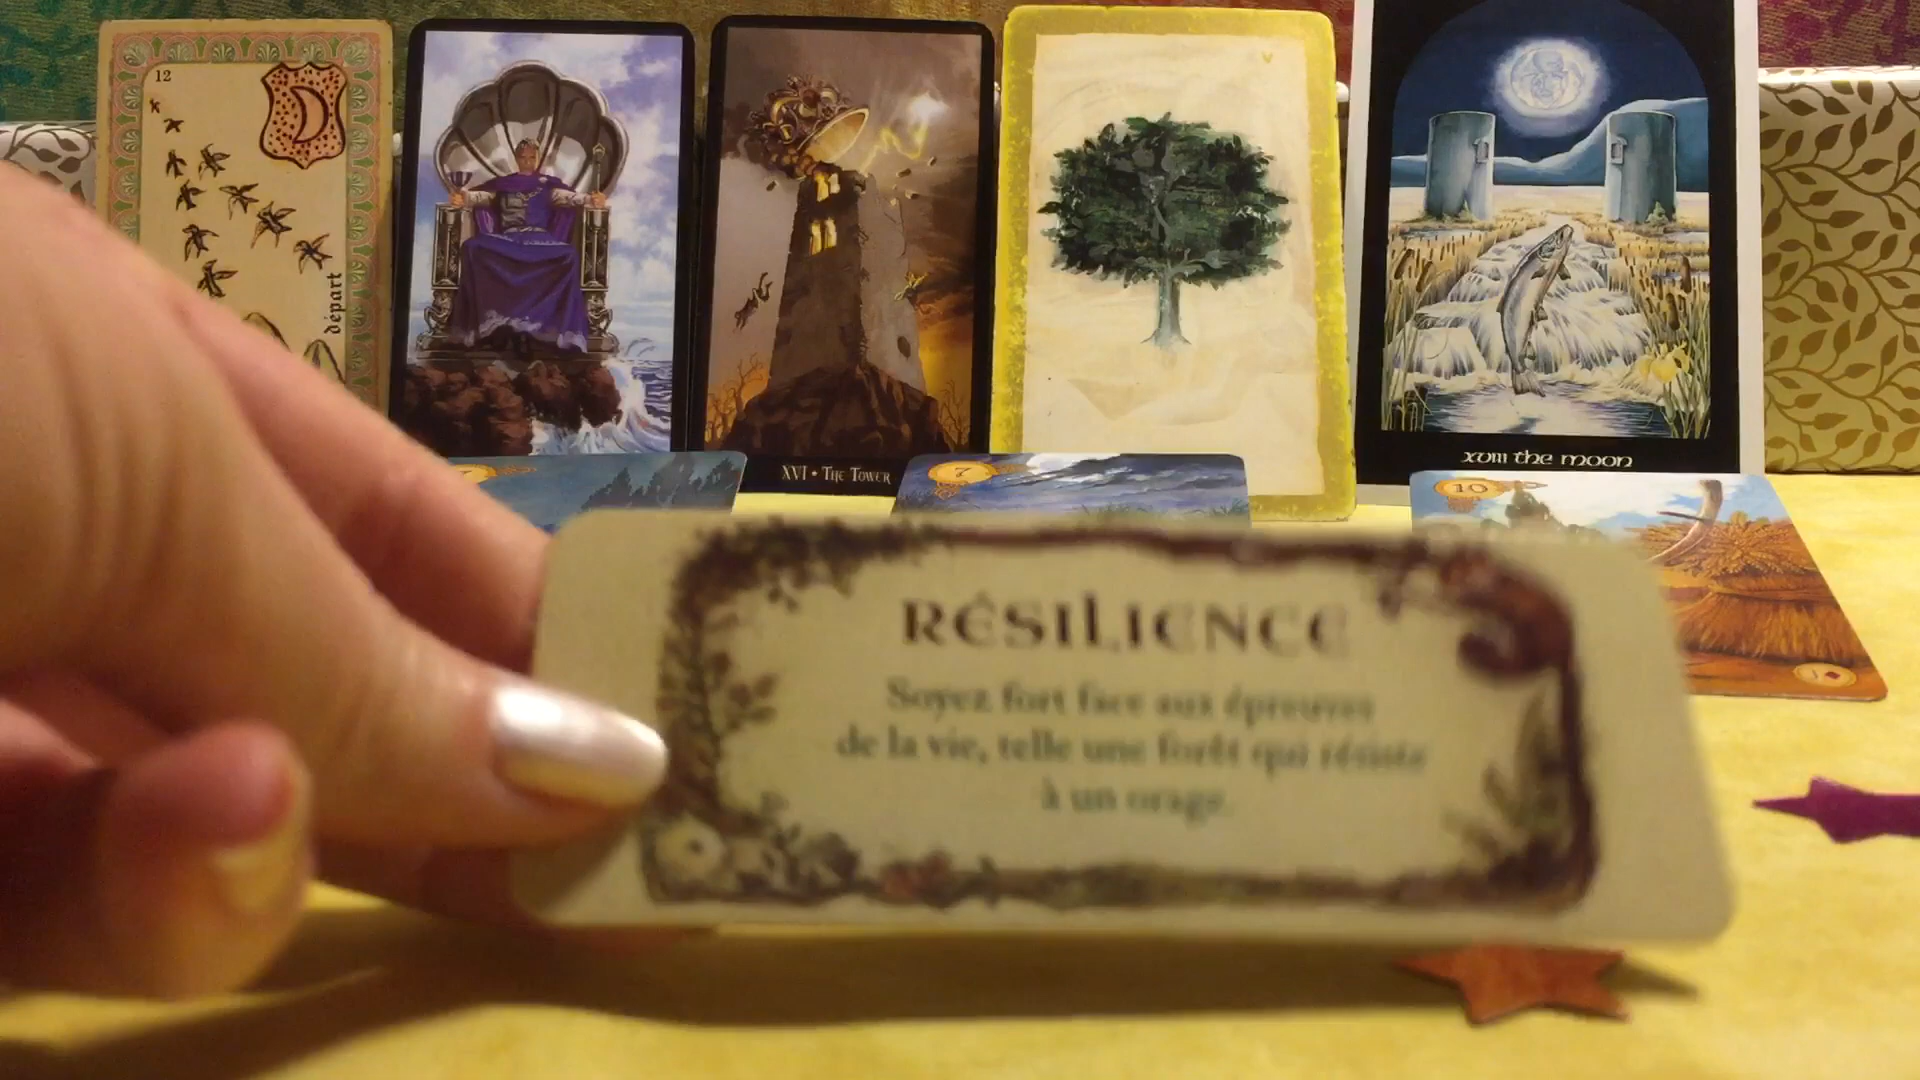 12
départ
XVI • THE TOWER
V
XVIII the moon
7
7
10
RÉSILIENCE
Soyez fort face aux épreuves
de la vie, telle une forêt qui résiste
à un orage.